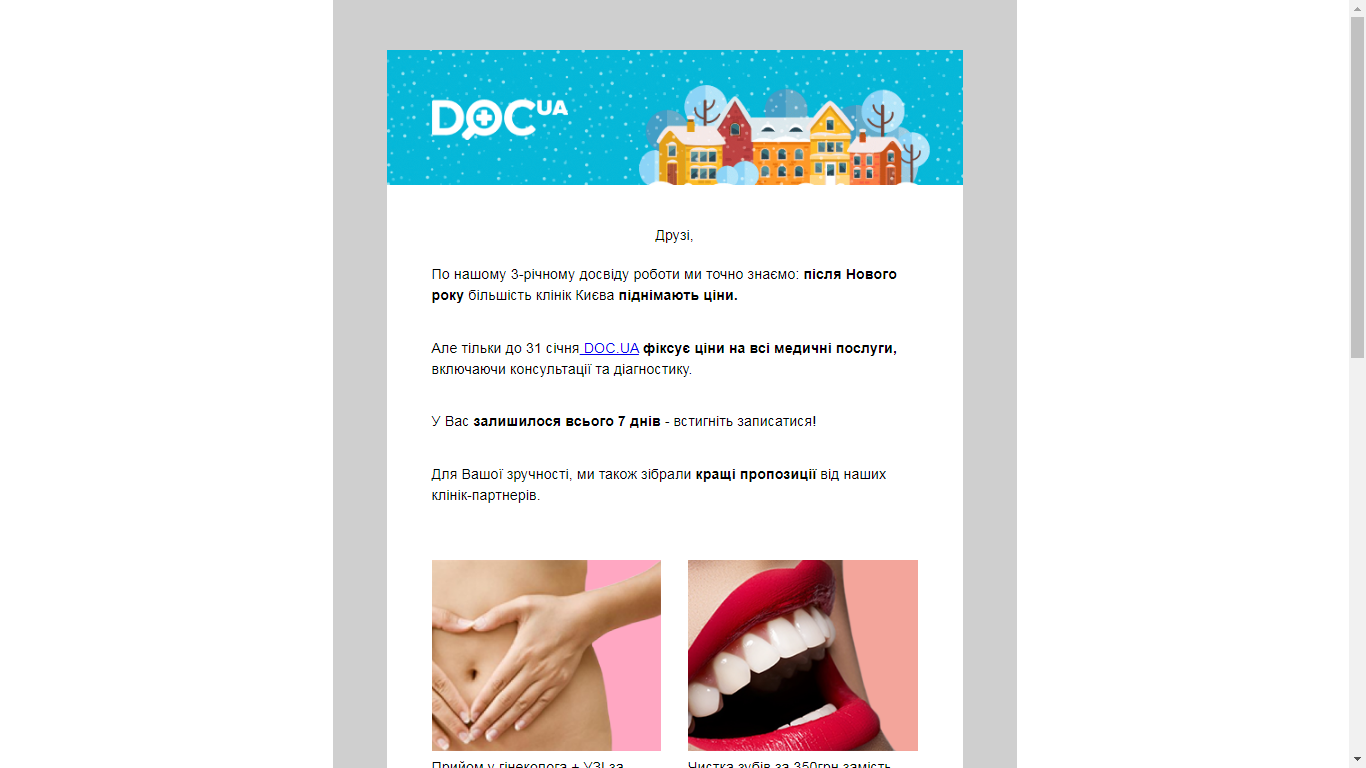 DOC UA
Друзі,
По нашому 3-річному досвіду роботи ми точно знаємо: після Нового
року більшість клінік Києва піднімають ціни.
Але тільки до 31 січня DOC.UA фіксує ціни на всі медичні послуги,
включаючи консультації та діагностику.
У Вас залишилося всього 7 днів - встигніть записатися!
Для Вашої зручності, ми також зібрали кращі пропозиції від наших
клінік-партнерів.
Прийом у гінеколога + УЗІ за
Чистка зубів за 350грн замість